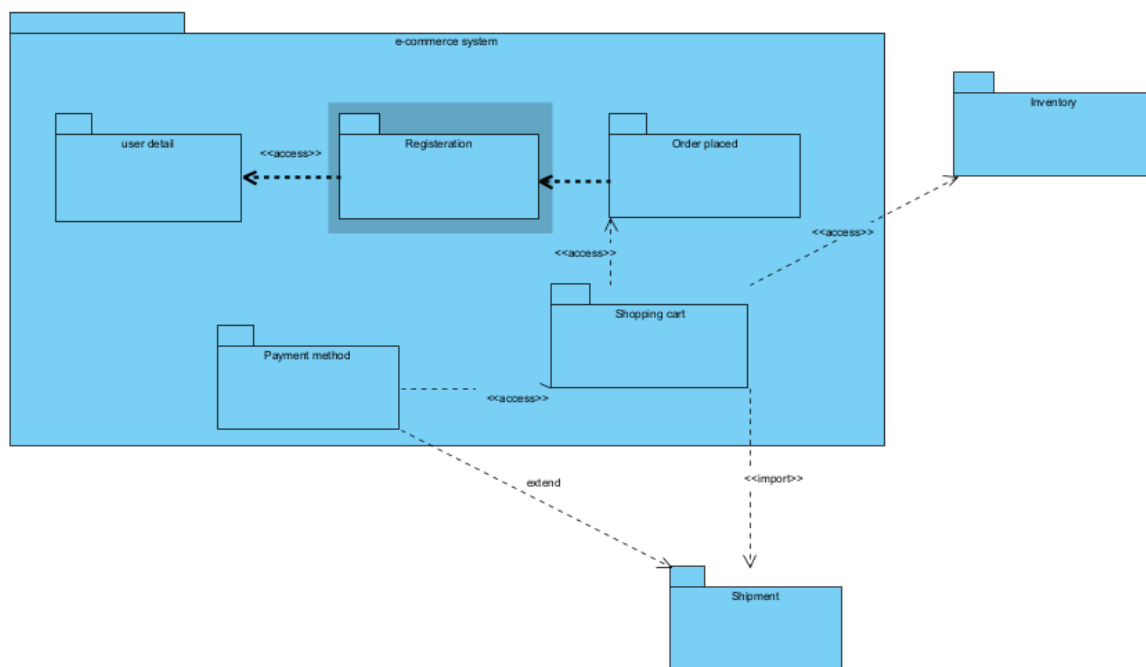 e-commerce system
Inventory
user detail
<<access>>
Registeration
Order placed
<<access>>
<<access>>
Shopping cart
Payment method
<<access>>
extend
<<import>>
Shipment